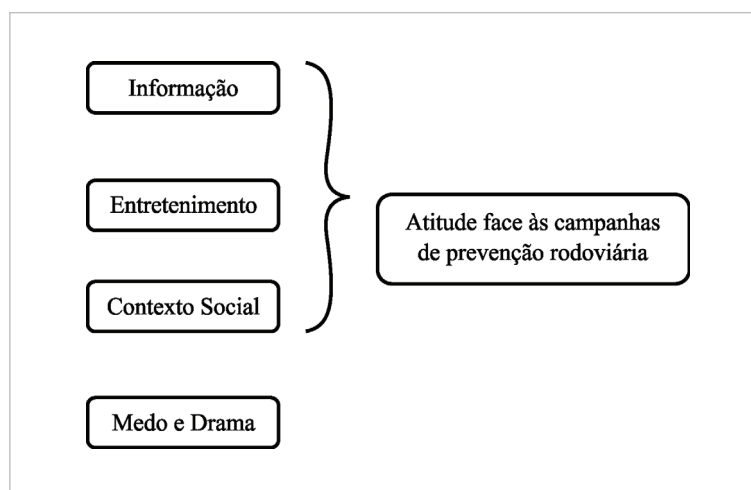 Informação
Entretenimento
Contexto Social
Medo e Drama
Atitude face às campanhas
de prevenção rodoviária